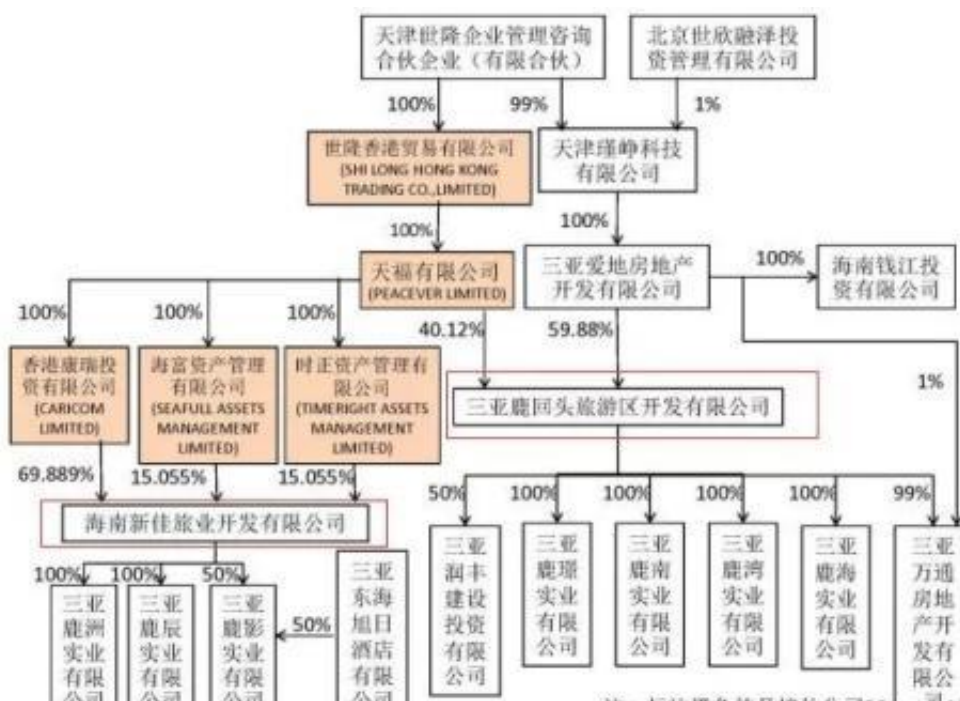 天津世隆企业管理咨询
合伙企业（有限合伙）
北京世欣融泽投
资管理有限公司
100%
99%
1%
世隆香港贸易有限公司
(SHI LONG HONG KONG
TRADING CO.,LIMITED)
天津瑾峥科技
有限公司
100%
100%
天福有限公司
(PEACEVER LIMITED)
三亚爱地房地产
开发有限公司
100%
海南钱江投
资有限公司
100%
100%
100%
40.12%
59.88%
1%
香港康瑞投
资有限公司
(CARICOM
LIMITED)
海富资产管理
有限公司
(SEAFULL ASSETS
MANAGEMENT
LIMITED)
时正资产管理有
限公司
(TIMERIGHT ASSETS
MANAGEMENT
LIMITED)
三亚鹿回头旅游区开发有限公司
69.889%
15.055%
15.055%
海南新佳旅业开发有限公司
50%
100%
100%
100%
100%
99%
三亚
润丰
建设
投资
有限
公司
三亚
鹿璟
实业
有限
公司
三亚
鹿南
实业
有限
公司
三亚
鹿湾
实业
有限
公司
三亚
鹿海
实业
有限
公司
三亚
万通
房地
产开
发有
限公
司
100%
100%
50%
三亚
鹿洲
实业
有限
公司
三亚
鹿辰
实业
有限
公司
三亚
鹿影
实业
有限
公司
50%
三亚
东海
旭日
酒店
有限
公司